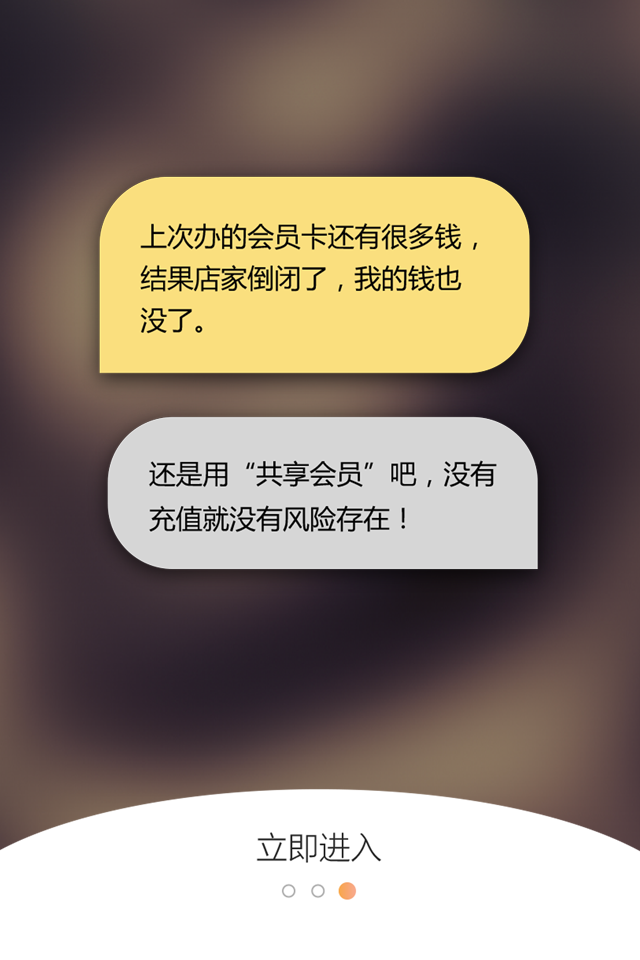 上次办的会员卡还有很多钱，
结果店家倒闭了，我的钱也
没了。
还是用“共享会员”吧，没有
充值就没有风险存在！
立即进入